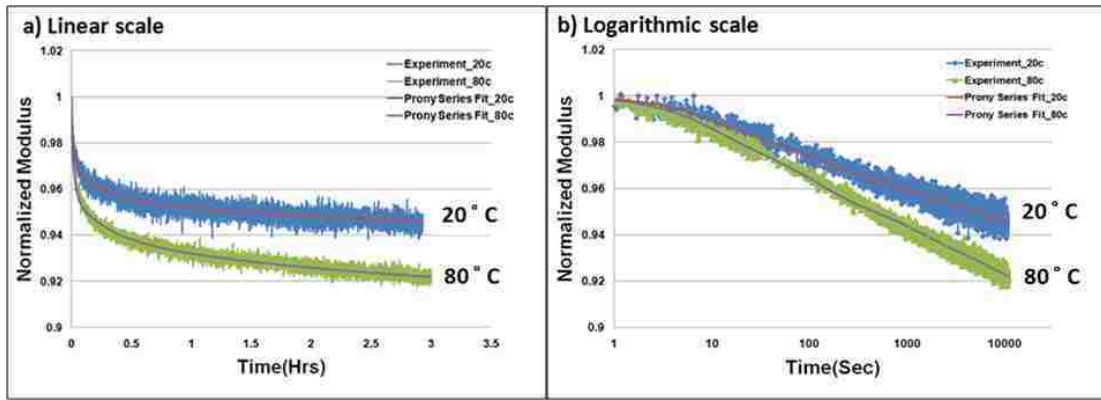 a) Linear scale
1.02
1
0.98
0.96
0.94
0.92
0.9
Normalized Modulus
Experiment_20c
Experiment_80c
Prony Series Fit_20c
Prony Series Fit_80c
20°C
80°C
0 0.5 1 1.5 2 2.5 3 3.5
Time(Hrs)
b) Logarithmic scale
1.02
1
0.98
0.96
0.94
0.92
0.9
Normalized Modulus
Experiment_20c
Experiment_80c
Prony Series Fit_20c
Prony Series Fit_80c
20°C
80°C
1 10 100 1000 10000
Time(Sec)